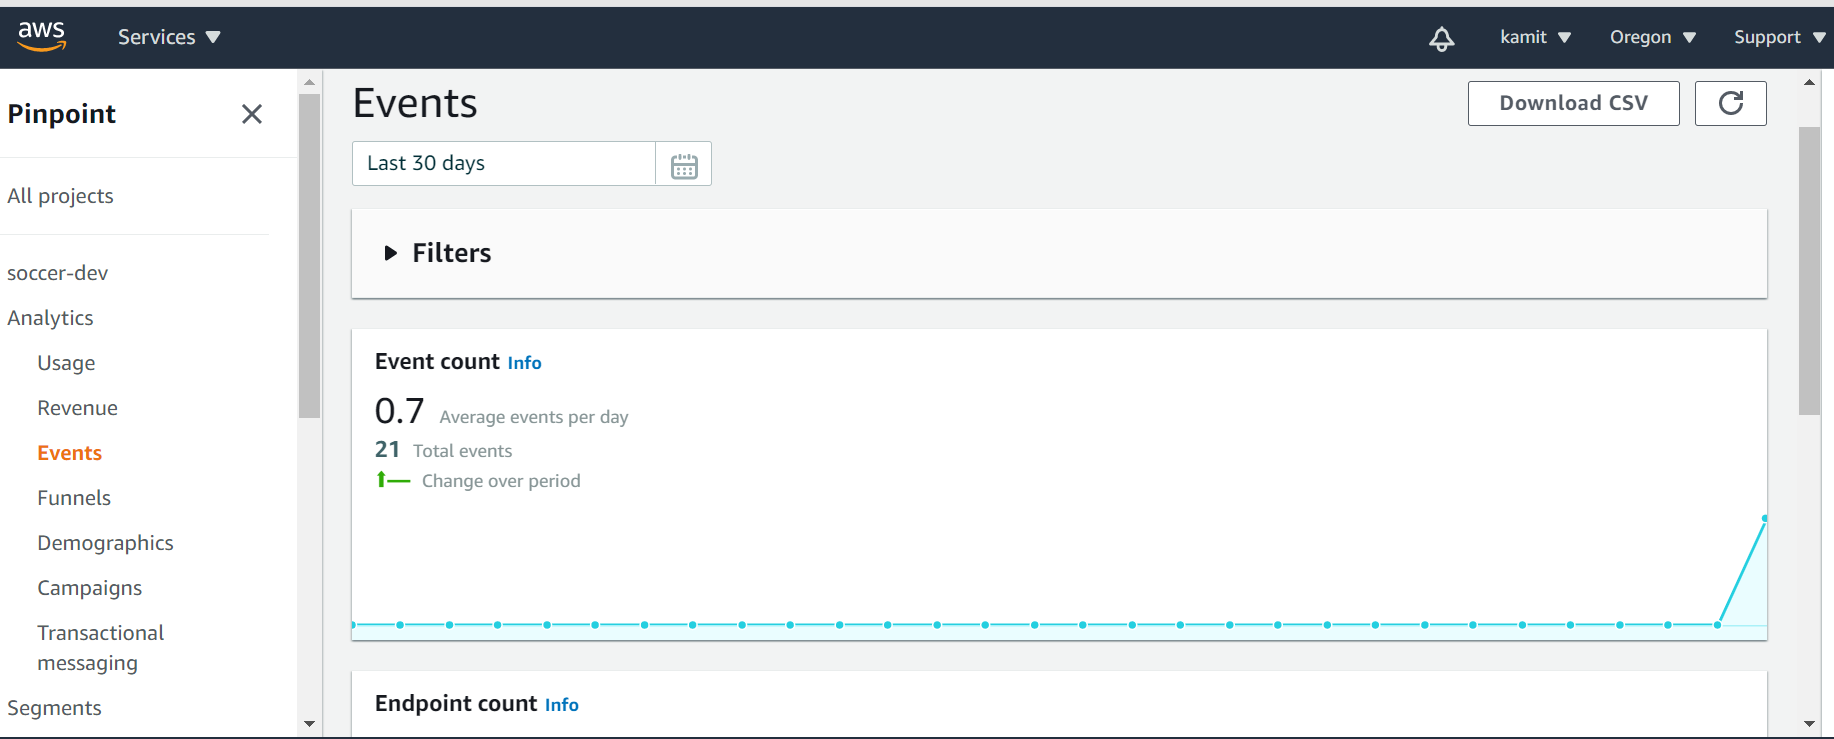 aws
Services
kamit
Oregon
Support
Pinpoint
All projects
soccer-dev
Analytics
Usage
Revenue
Events
Funnels
Demographics
Campaigns
Transactional
messaging
Segments
Events
Download CSV
Last 30 days
Filters
Event count Info
0.7 Average events per day
21 Total events
Change over period
Endpoint count Info